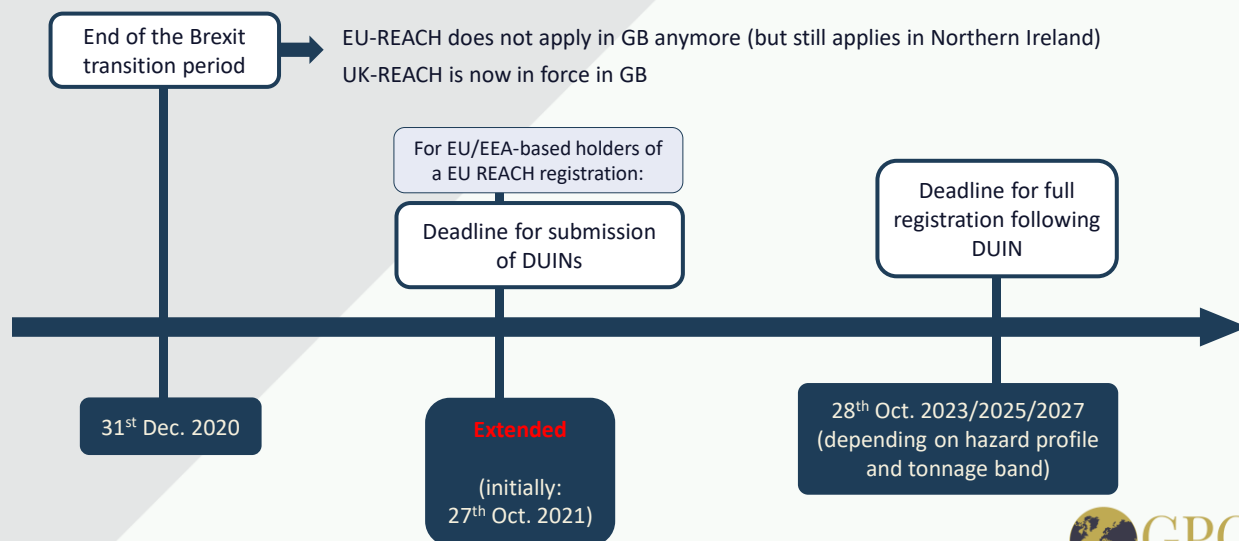 End of the Brexit
transition period
EU-REACH does not apply in GB anymore (but still applies in Northern Ireland)
UK-REACH is now in force in GB
For EU/EEA-based holders of
a EU REACH registration:
Deadline for submission
of DUINs
Deadline for full
registration following
DUIN
31st Dec. 2020
Extended
(initially:
27th Oct. 2021)
28th Oct. 2023/2025/2027
(depending on hazard profile
and tonnage band)